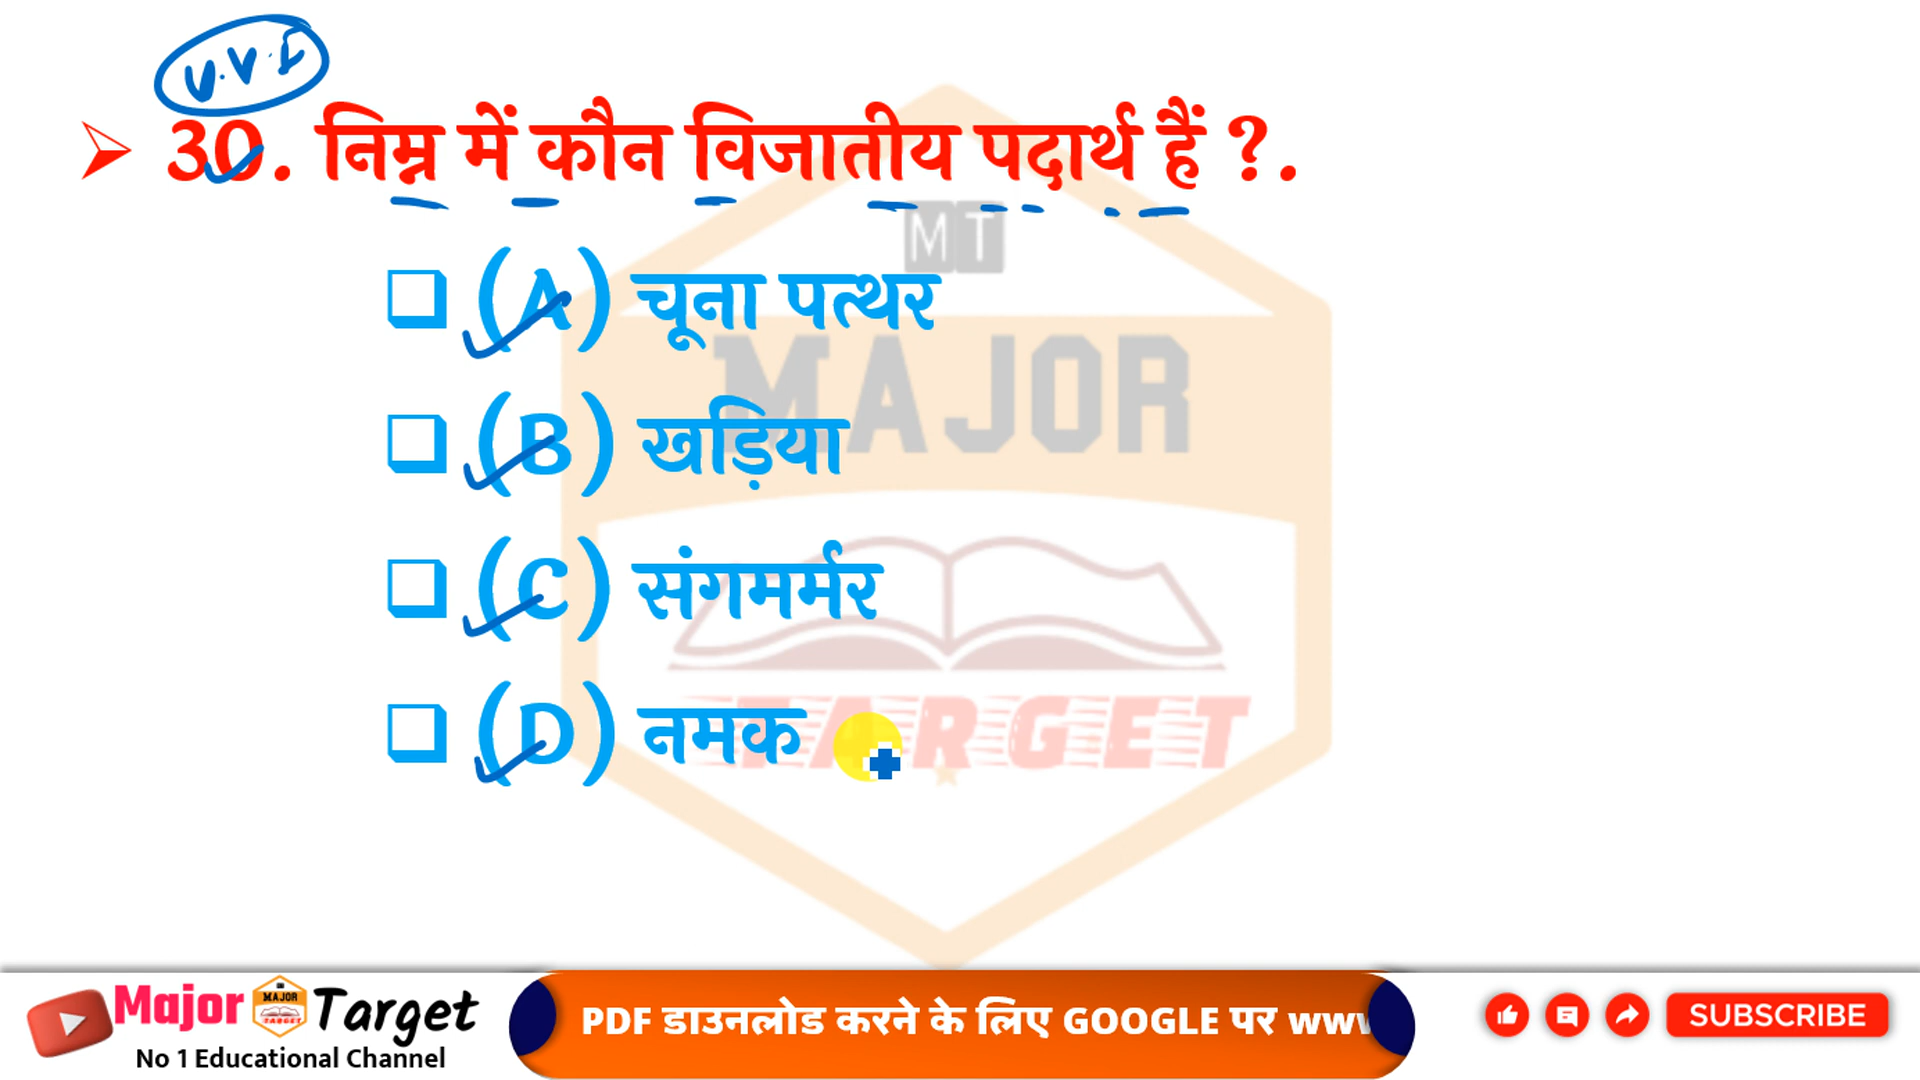 V.V.I
30. निम्न में कौन विजातीय पदार्थ हैं ?.
MT
(A) चूना पत्थर
MAJOR
(B) खड़िया
(C) संगमर्मर
(D) नमक
TARGET
Major MAJOR TARGET Target
No 1 Educational Channel
PDF डाउनलोड करने के लिए GOOGLE पर www
SUBSCRIBE